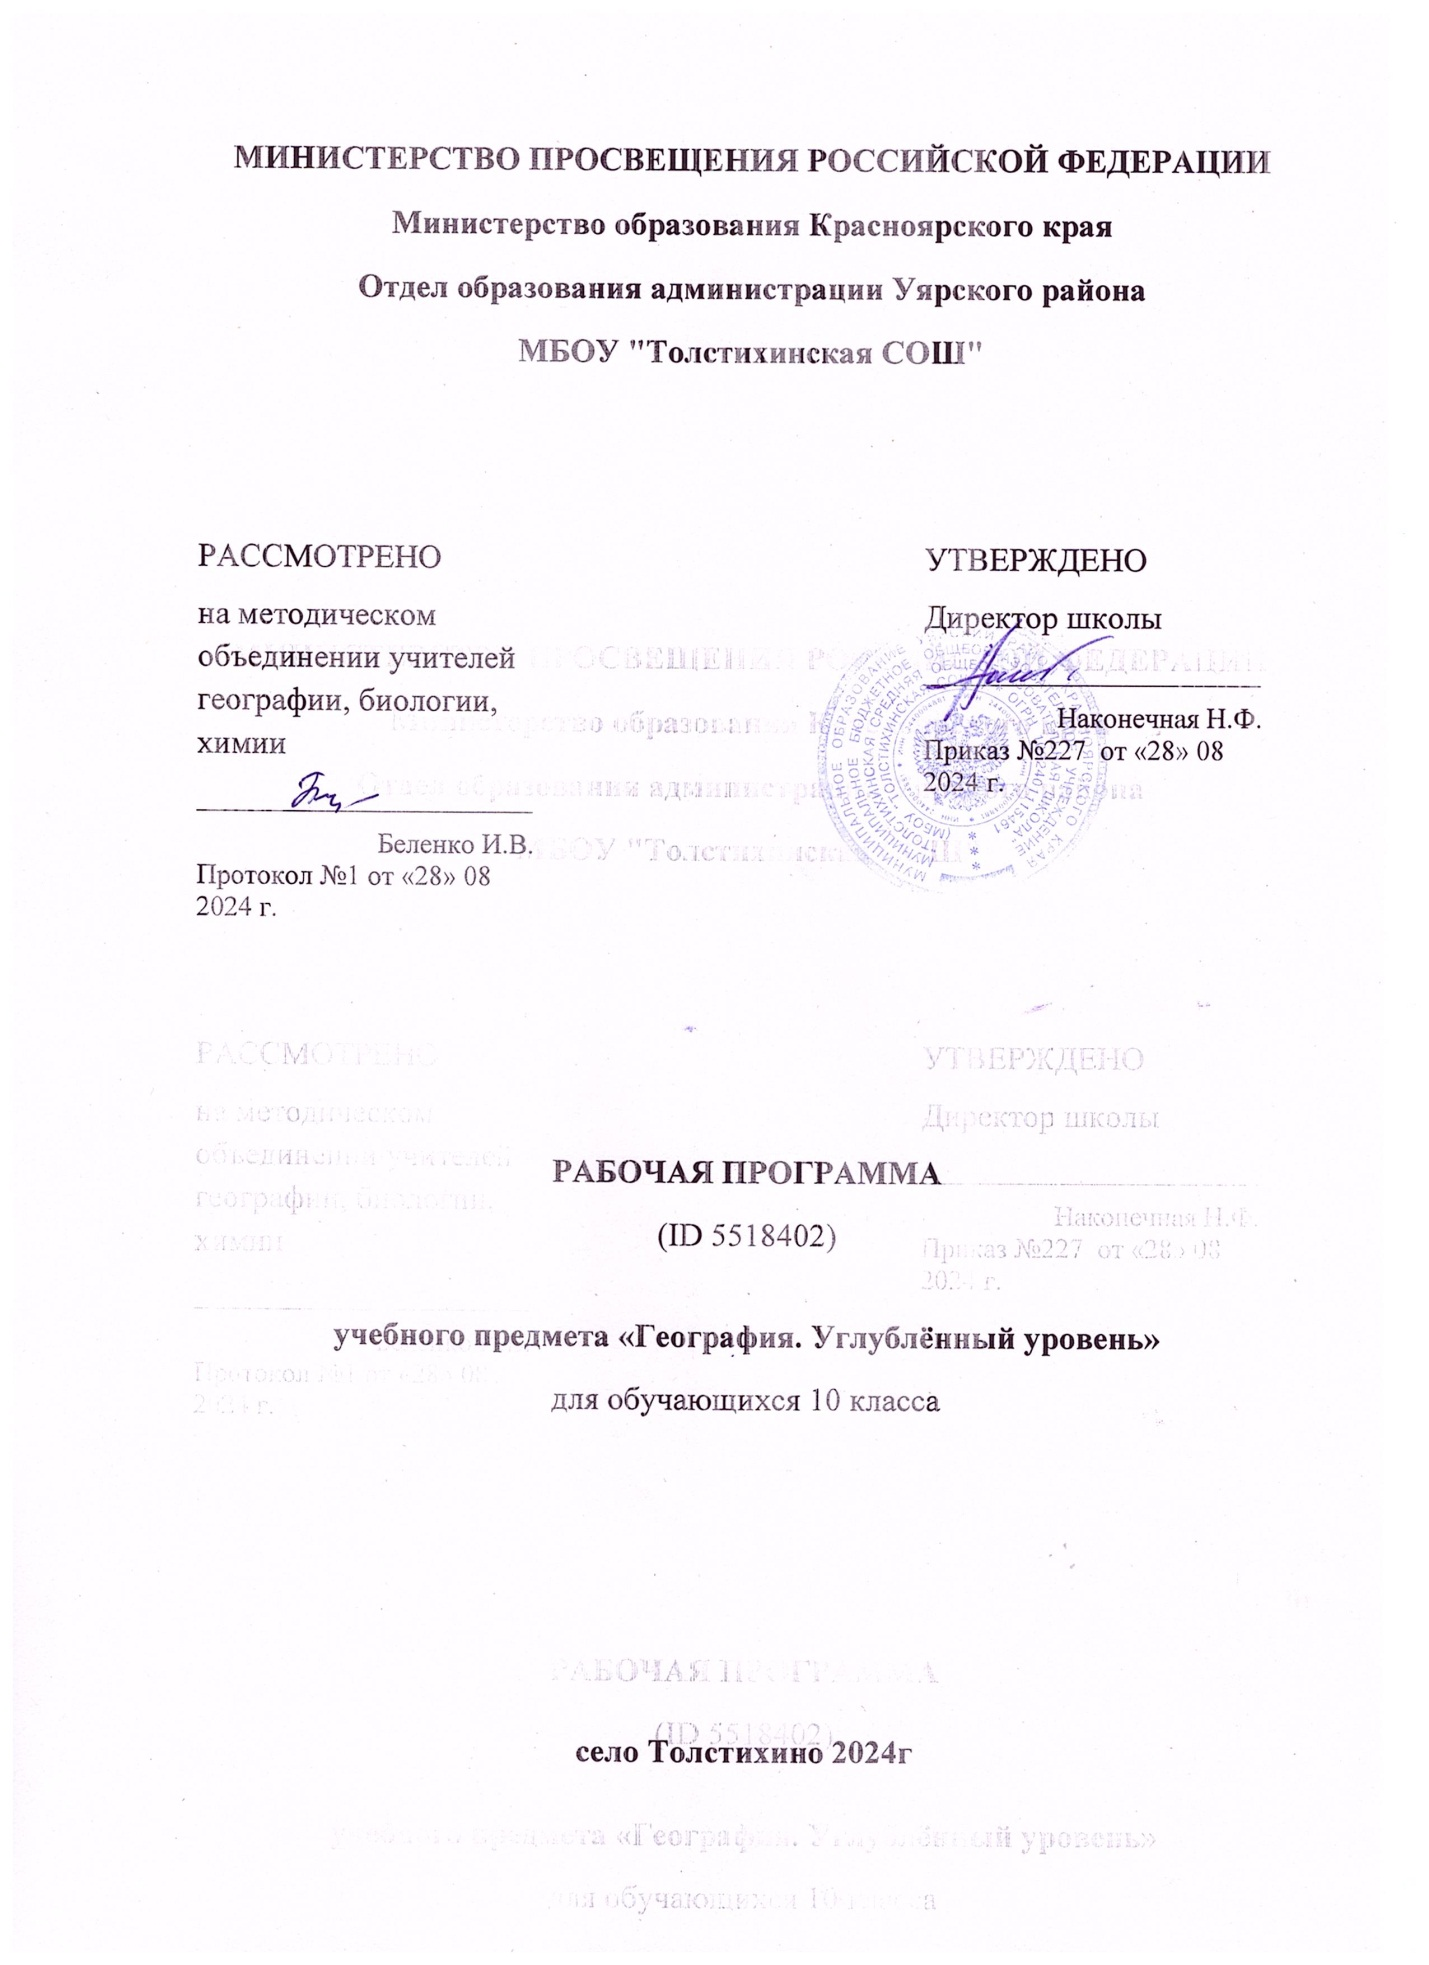 МИНИСТЕРСТВО ПРОСВЕЩЕНИЯ РОССИЙСКОЙ ФЕДЕРАЦИИ
Министерство образования Красноярского края
Отдел образования администрации Уярского района
МБОУ "Толстихинская СОШ"
РАССМОТРЕНО
на методическом
объединении учителей
географии, биологии,
химии
Беленко И.В.
Протокол №1 от «28» 08
2024 г.
УТВЕРЖДЕНО
Директор школы
Наконечная Н.Ф.
Приказ №227 от «28» 08
2024 г.
РАБОЧАЯ ПРОГРАММА
(ID 5518402)
учебного предмета «География. Углублённый уровень»
для обучающихся 10 класса
село Толстихино 2024г